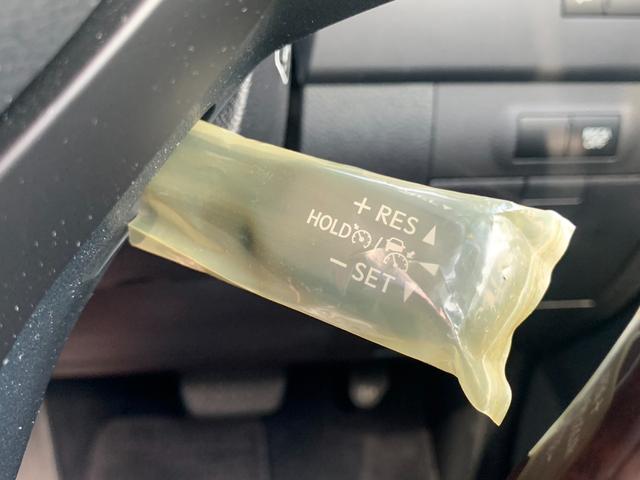 + RES
HOLD /
− SET